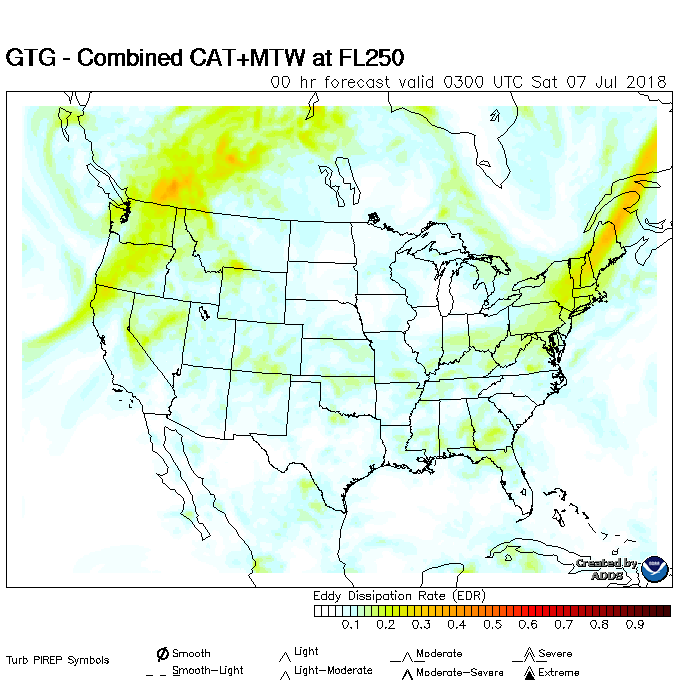 GTG - Combined CAT+MTW at FL250
00 hr forecast valid 0300 UTC Sat 07 Jul 2018
Created by
ADDS
Eddy Dissipation Rate (EDR)
0.1 0.2 0.3 0.4 0.5 0.6 0.7 0.8 0.9
Turb PIREP Symbols
Smooth Light Moderate Severe
Smooth-Light Light-Moderate Moderate-Severe Extreme